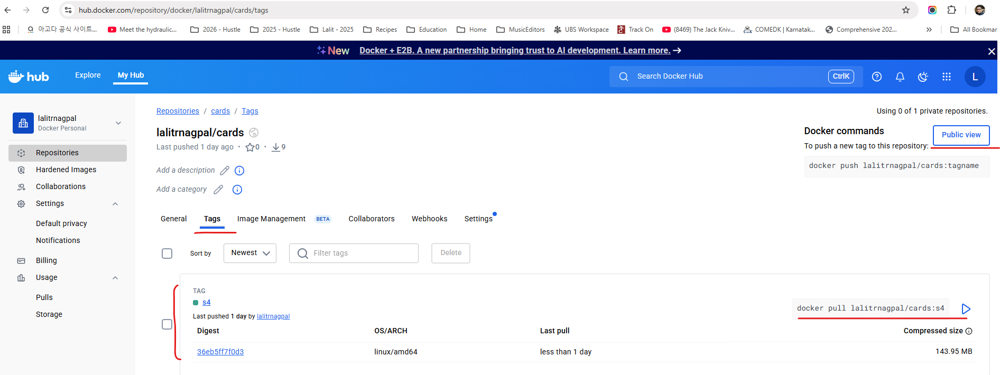 hub.docker.com/repository/docker/lalitrnagpal/cards/tags
아고다 공식 사이트... Meet the hydraulic... 2026 - Hustle 2025 - Hustle Lalit - 2025 Recipes Education Home MusicEditors UBS Workspace Track On (8469) The Jack Kniv... COMEDK | Karnatak... Comprehensive 202... » All Bookmar
New Docker + E2B. A new partnership bringing trust to AI development. Learn more. →
hub Explore My Hub Search Docker Hub CtrlK L
Repositories / cards / Tags Using 0 of 1 private repositories.
lalitrnagpal
Docker Personal
lalitrnagpal/cards
Last pushed 1 day ago · 0 · 9
Docker commands Public view
To push a new tag to this repository:
docker push lalitrnagpal/cards:tagname
Repositories
Hardened Images
Collaborations
Settings
Default privacy
Notifications
Billing
Usage
Pulls
Storage
Add a description
Add a category
General Tags Image Management BETA Collaborators Webhooks Settings
Sort by Newest Filter tags Delete
TAG
s4
Last pushed 1 day by lalitrnagpal
docker pull lalitrnagpal/cards:s4
Digest OS/ARCH Last pull Compressed size
36eb5ff7f0d3 linux/amd64 less than 1 day 143.95 MB